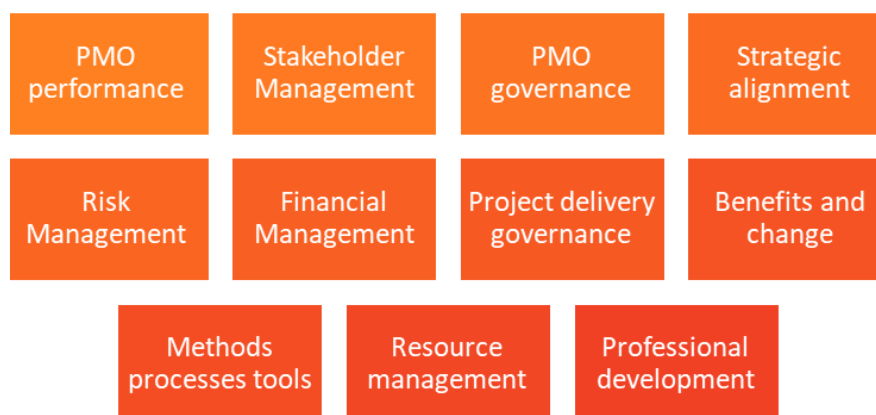 PMO
performance
Stakeholder
Management
PMO
governance
Strategic
alignment
Risk
Management
Financial
Management
Project delivery
governance
Benefits and
change
Methods
processes tools
Resource
management
Professional
development